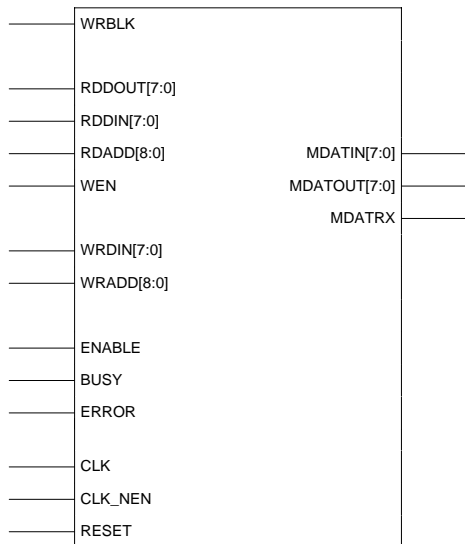 WRBLK
RDDOUT[7:0]
RDDIN[7:0]
RDADD[8:0]
MDATIN[7:0]
WEN
MDATOUT[7:0]
MDATRX
WRDIN[7:0]
WRADD[8:0]
ENABLE
BUSY
ERROR
CLK
CLK_NEN
RESET